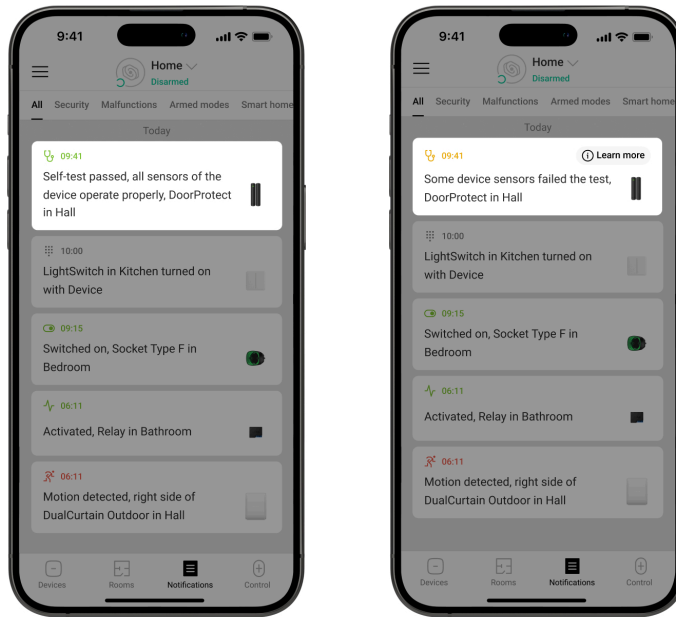 9:41
Home
Disarmed
All Security Malfunctions Armed modes Smart home
Today
09:41
Self-test passed, all sensors of the
device operate properly, DoorProtect
in Hall
10:00
LightSwitch in Kitchen turned on
with Device
09:15
Switched on, Socket Type F in
Bedroom
06:11
Activated, Relay in Bathroom
06:11
Motion detected, right side of
DualCurtain Outdoor in Hall
Devices Rooms Notifications Control
9:41
Home
Disarmed
All Security Malfunctions Armed modes Smart home
Today
09:41 Learn more
Some device sensors failed the test,
DoorProtect in Hall
10:00
LightSwitch in Kitchen turned on
with Device
09:15
Switched on, Socket Type F in
Bedroom
06:11
Activated, Relay in Bathroom
06:11
Motion detected, right side of
DualCurtain Outdoor in Hall
Devices Rooms Notifications Control